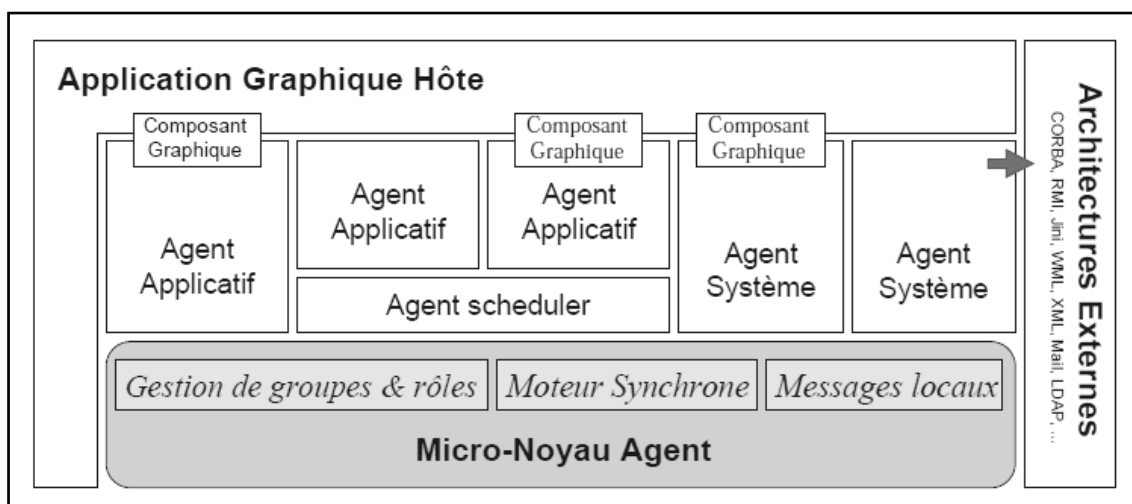 Application Graphique Hôte
Composant
Graphique
Composant
Graphique
Composant
Graphique
Agent
Applicatif
Agent
Applicatif
Agent
Applicatif
Agent
Système
Agent
Système
Agent scheduler
Gestion de groupes & rôles
Moteur Synchrone
Messages locaux
Micro-Noyau Agent
Architectures Externes
CORBA, RMI, Jini, WML, XML, Mail, LDAP, ...